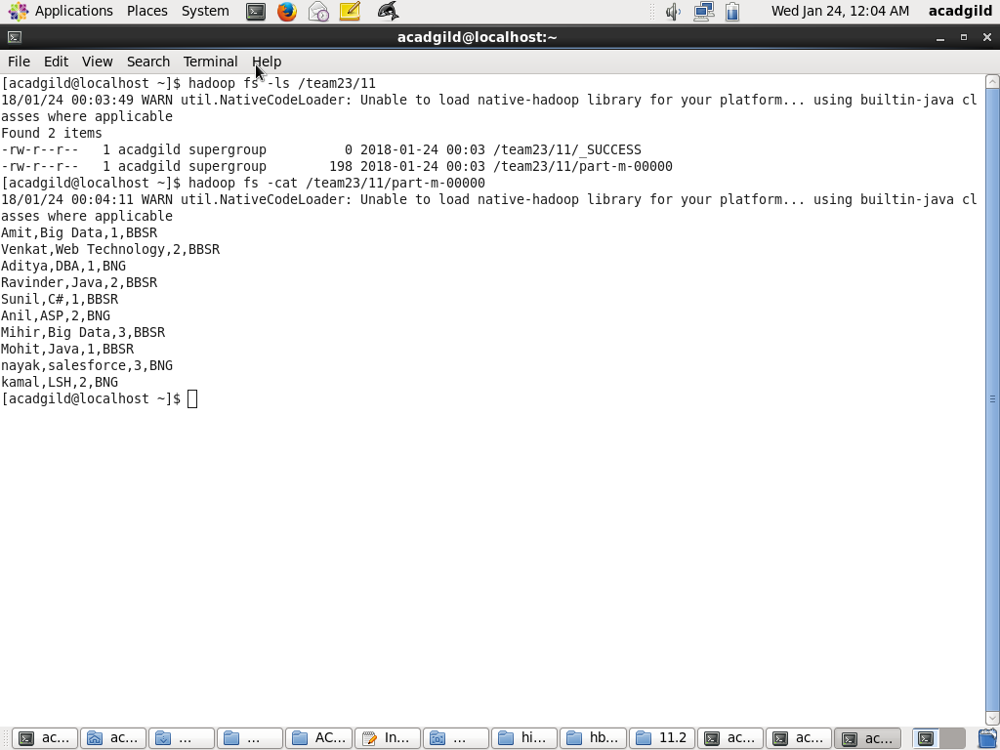 Applications Places System Wed Jan 24, 12:04 AM acadgild
acadgild@localhost:~
File Edit View Search Terminal Help
[acadgild@localhost ~]$ hadoop fs -ls /team23/11
18/01/24 00:03:49 WARN util.NativeCodeLoader: Unable to load native-hadoop library for your platform... using builtin-java cl
asses where applicable
Found 2 items
-rw-r--r--   1 acadgild supergroup          0 2018-01-24 00:03 /team23/11/_SUCCESS
-rw-r--r--   1 acadgild supergroup        198 2018-01-24 00:03 /team23/11/part-m-00000
[acadgild@localhost ~]$ hadoop fs -cat /team23/11/part-m-00000
18/01/24 00:04:11 WARN util.NativeCodeLoader: Unable to load native-hadoop library for your platform... using builtin-java cl
asses where applicable
Amit,Big Data,1,BBSR
Venkat,Web Technology,2,BBSR
Aditya,DBA,1,BNG
Ravinder,Java,2,BBSR
Sunil,C#,1,BBSR
Anil,ASP,2,BNG
Mihir,Big Data,3,BBSR
Mohit,Java,1,BBSR
nayak,salesforce,3,BNG
kamal,LSH,2,BNG
[acadgild@localhost ~]$
ac... ac... ... ... AC... In... ... hi... hb... 11.2 ac... ac... ac...